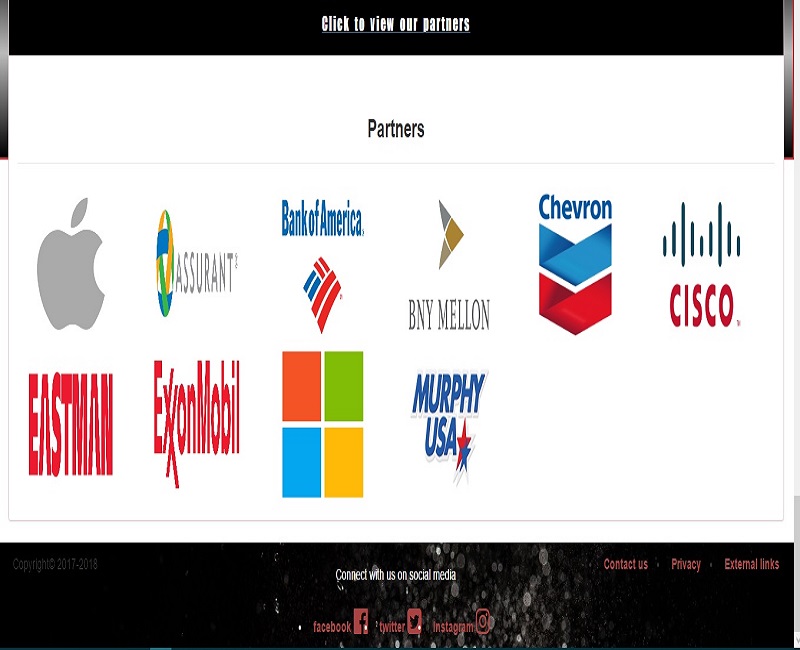 Click to view our partners
Partners
ASSURANT
Bank of America
BNY MELLON
Chevron
CISCO
EASTMAN
ExxonMobil
MURPHY
USA
Copyright© 2017-2018
Connect with us on social media
Contact us
Privacy
External links
facebook
twitter
Instagram